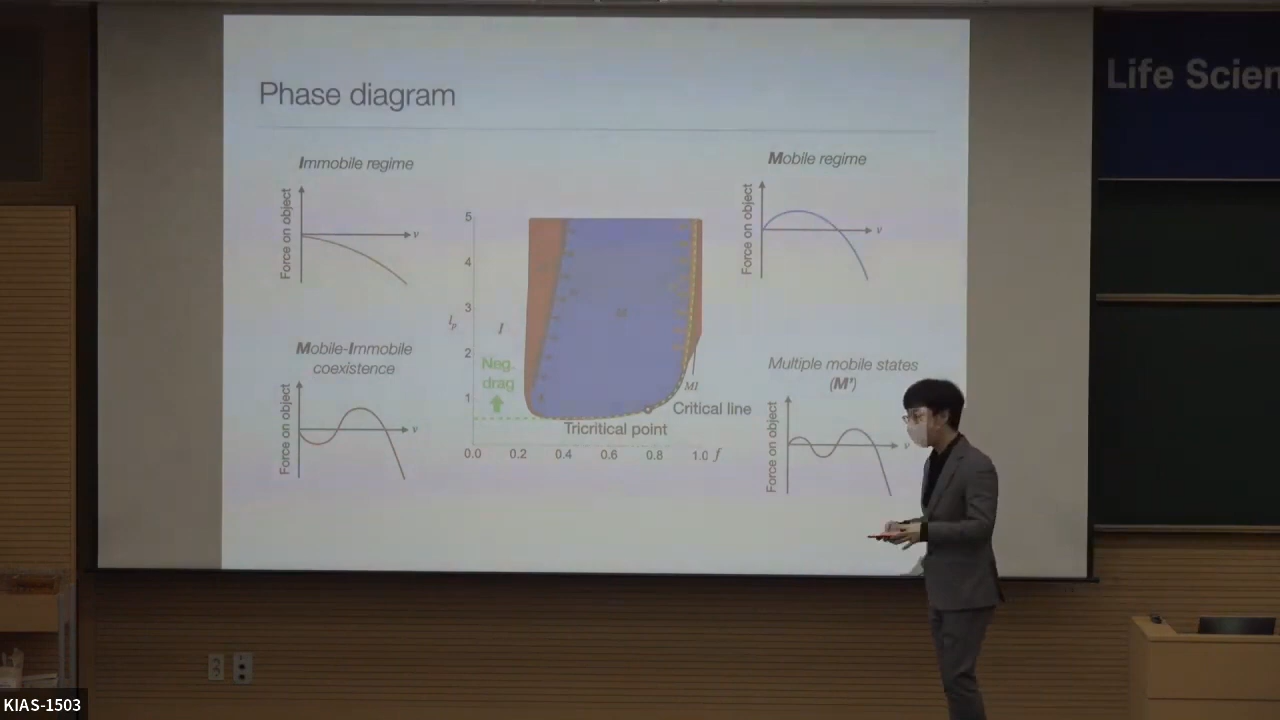 Life Scien
Phase diagram
Immobile regime
Force on object
v
Mobile regime
Force on object
v
Mobile-Immobile
coexistence
Force on object
v
5
4
3
2
1
lp
I
M
Neg.
drag
MI
Critical line
Tricritical point
0.0 0.2 0.4 0.6 0.8 1.0 f
Multiple mobile states
(M')
Force on object
v
KIAS-1503